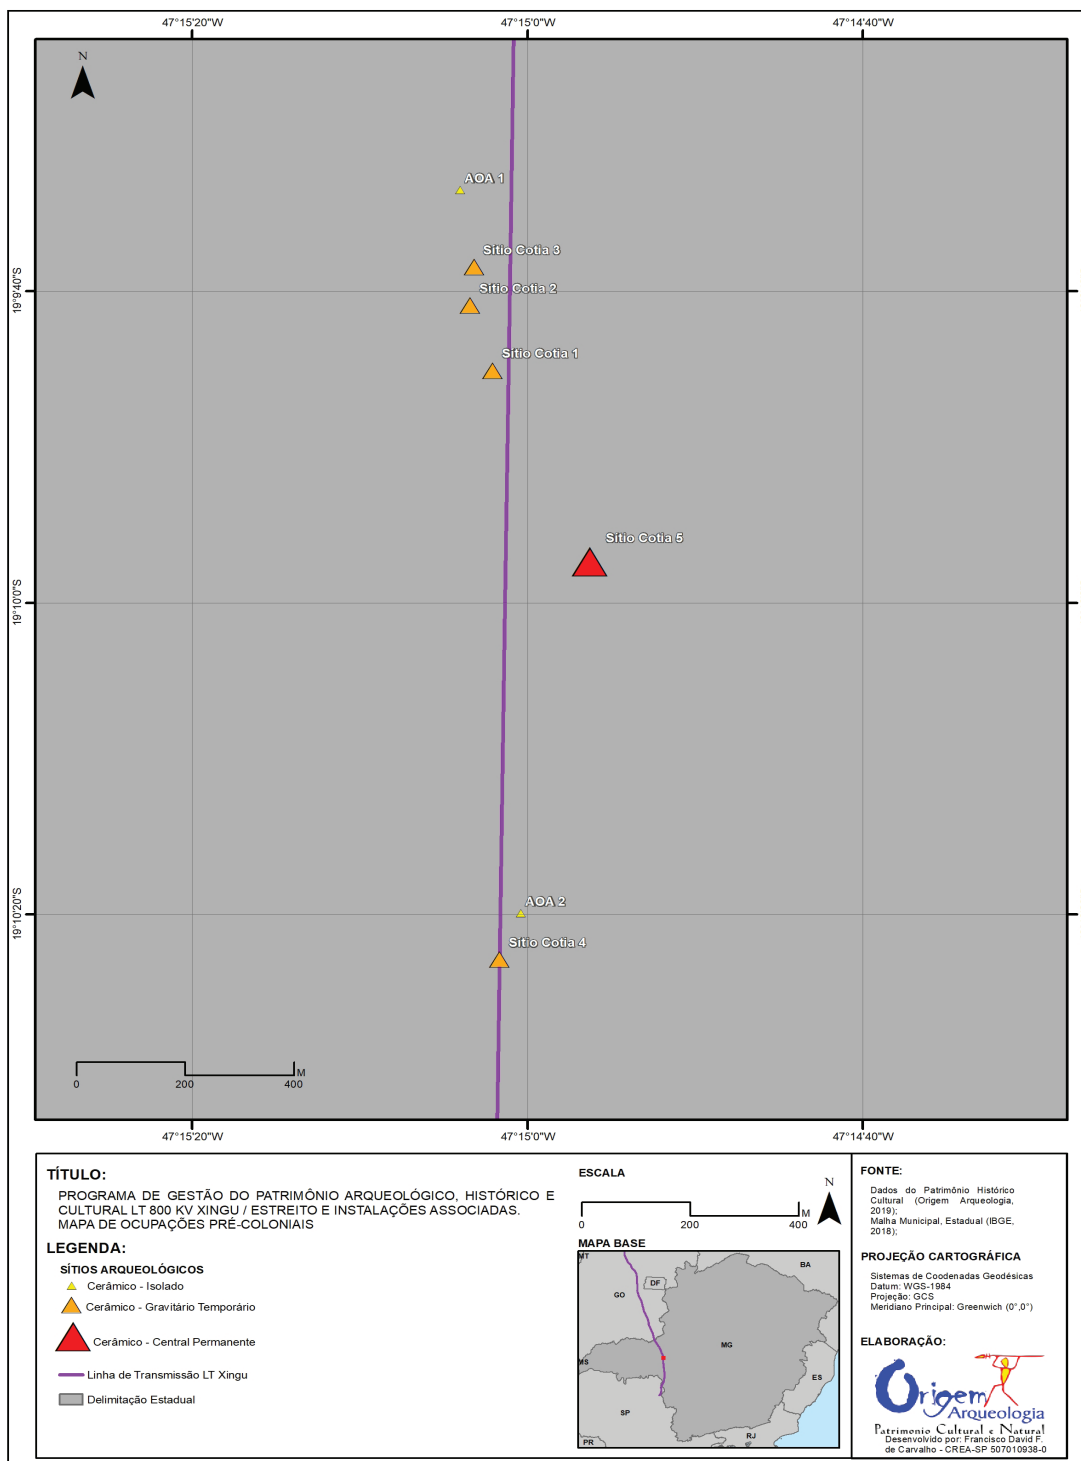 47°15'20"W
47°15'0"W
47°14'40"W
N
AOA 1
Sítio Cotia 3
19°9'40"S
Sítio Cotia 2
Sítio Cotia 1
Sítio Cotia 5
19°10'0"S
AOA 2
19°10'20"S
Sítio Cotia 4
M
0
200
400
47°15'20"W
47°15'0"W
47°14'40"W
TÍTULO:
PROGRAMA DE GESTÃO DO PATRIMÔNIO ARQUEOLÓGICO, HISTÓRICO E
CULTURAL LT 800 KV XINGU / ESTREITO E INSTALAÇÕES ASSOCIADAS.
MAPA DE OCUPAÇÕES PRÉ-COLONIAIS
LEGENDA:
SÍTIOS ARQUEOLÓGICOS
Cerâmico - Isolado
Cerâmico - Gravitário Temporário
Cerâmico - Central Permanente
Linha de Transmissão LT Xingu
Delimitação Estadual
ESCALA
N
M
0
200
400
MAPA BASE
MT
BA
DF
GO
MG
MS
ES
SP
RJ
PR
FONTE:
Dados do Patrimônio Histórico
Cultural (Origem Arqueologia,
2019);
Malha Municipal, Estadual (IBGE,
2018);
PROJEÇÃO CARTOGRÁFICA
Sistemas de Coodenadas Geodésicas
Datum: WGS-1984
Projeção: GCS
Meridiano Principal: Greenwich (0°,0°)
ELABORAÇÃO:
Origem
Arqueologia
Patrimonio Cultural e Natural
Desenvolvido por: Francisco David F.
de Carvalho - CREA-SP 507010938-0